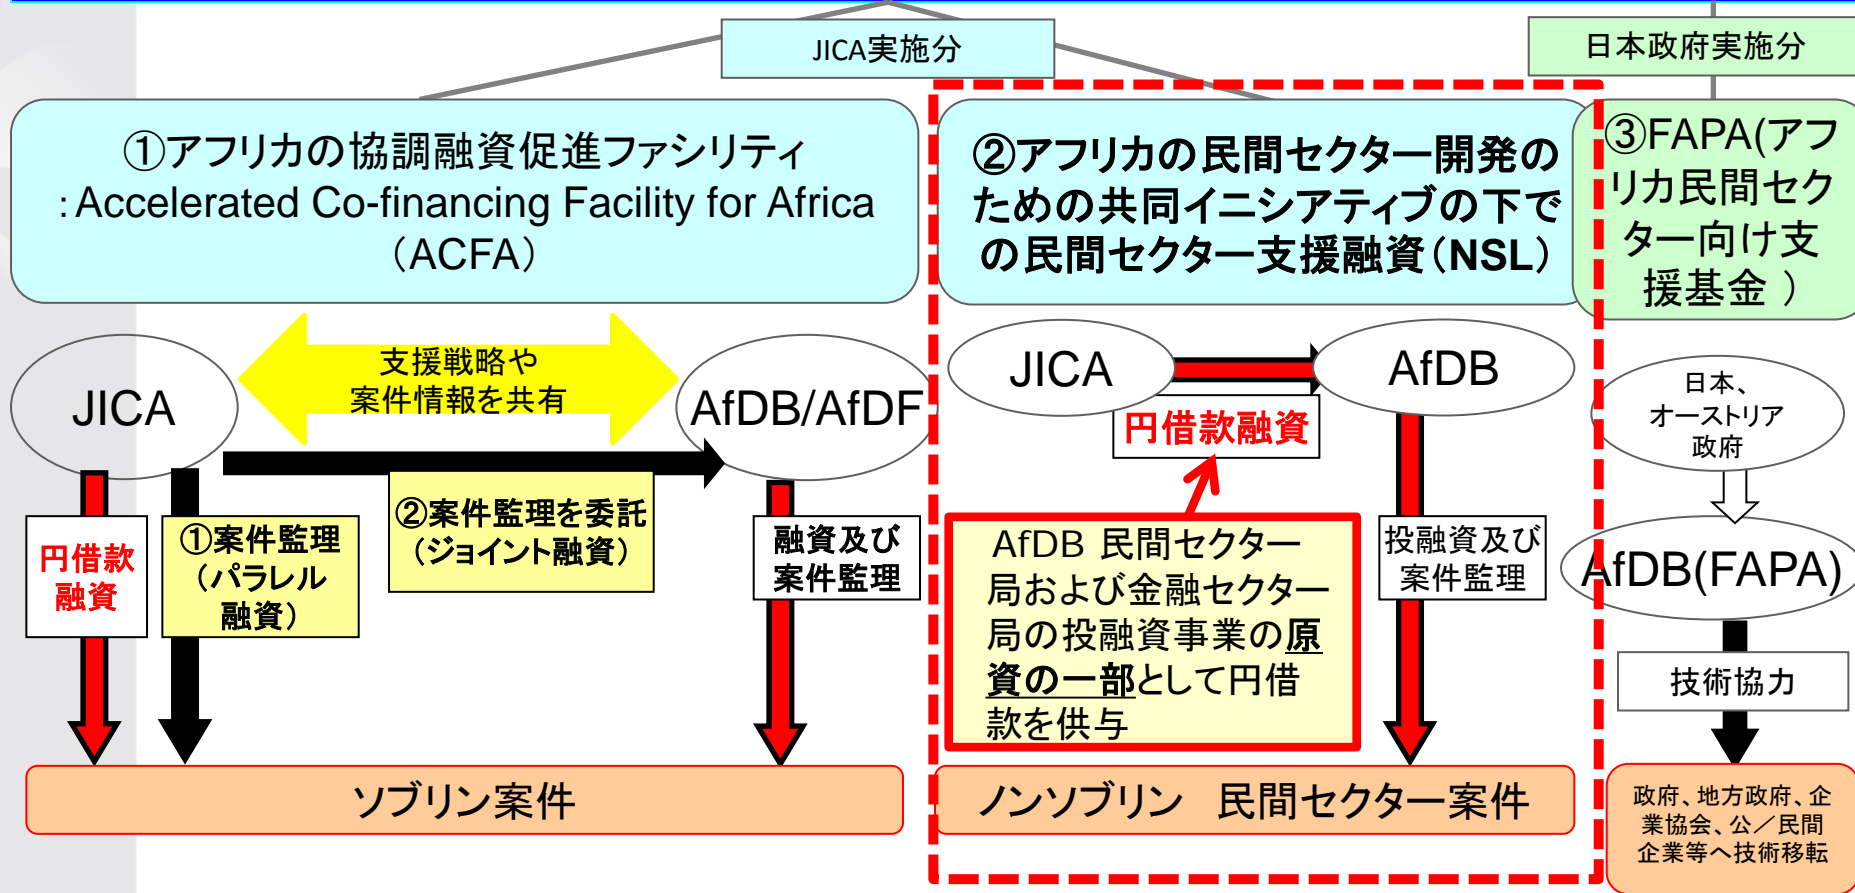 JICA実施分
日本政府実施分
①アフリカの協調融資促進ファシリティ
：Accelerated Co-financing Facility for Africa
（ACFA）
②アフリカの民間セクター開発の
ための共同イニシアティブの下で
の民間セクター支援融資（NSL）
③FAPA(アフ
リカ民間セク
ター向け支
援基金 ）
JICA
支援戦略や
案件情報を共有
AfDB/AfDF
円借款
融資
①案件監理
（パラレル
融資）
②案件監理を委託
（ジョイント融資）
融資及び
案件監理
ソブリン案件
JICA
AfDB
円借款融資
AfDB 民間セクター
局および金融セクター
局の投融資事業の原
資の一部として円借
款を供与
投融資及び
案件監理
ノンソブリン　民間セクター案件
日本、
オーストリア
政府
AfDB(FAPA)
技術協力
政府、地方政府、企
業協会、公／民間
企業等へ技術移転